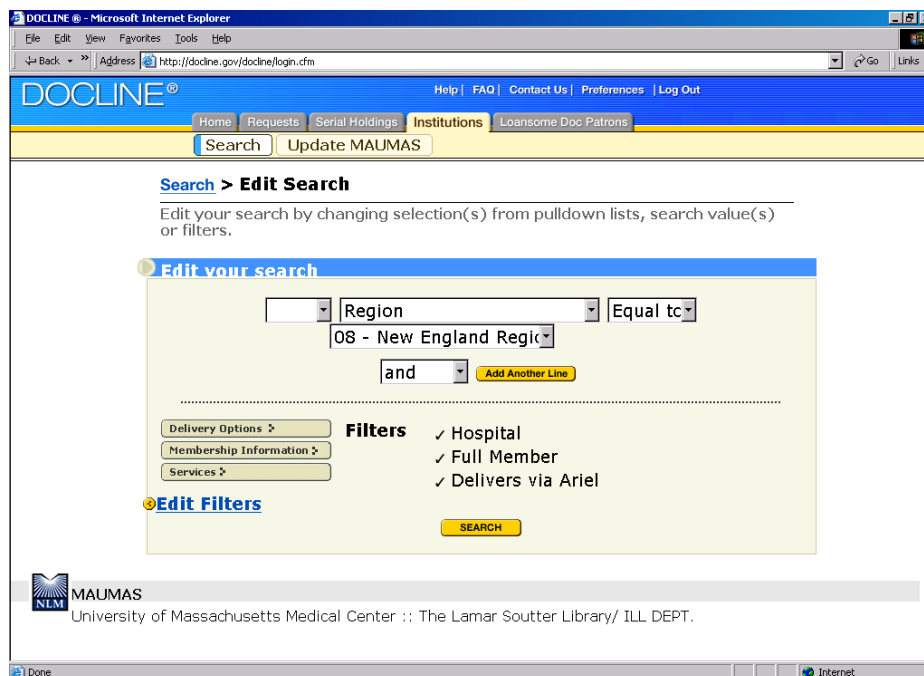 DOCLINE ® - Microsoft Internet Explorer
File Edit View Favorites Tools Help
Back » Address http://docline.gov/docline/login.cfm Go Links
DOCLINE®
Help | FAQ | Contact Us | Preferences | Log Out
Home Requests Serial Holdings Institutions Loansome Doc Patrons
Search Update MAUMAS
Search > Edit Search
Edit your search by changing selection(s) from pulldown lists, search value(s)
or filters.
Edit your search
Region Equal to
08 - New England Regio
and Add Another Line
Delivery Options Filters ✓ Hospital
Membership Information ✓ Full Member
Services ✓ Delivers via Ariel
Edit Filters
SEARCH
NLM MAUMAS
University of Massachusetts Medical Center :: The Lamar Soutter Library/ ILL DEPT.
Done Internet